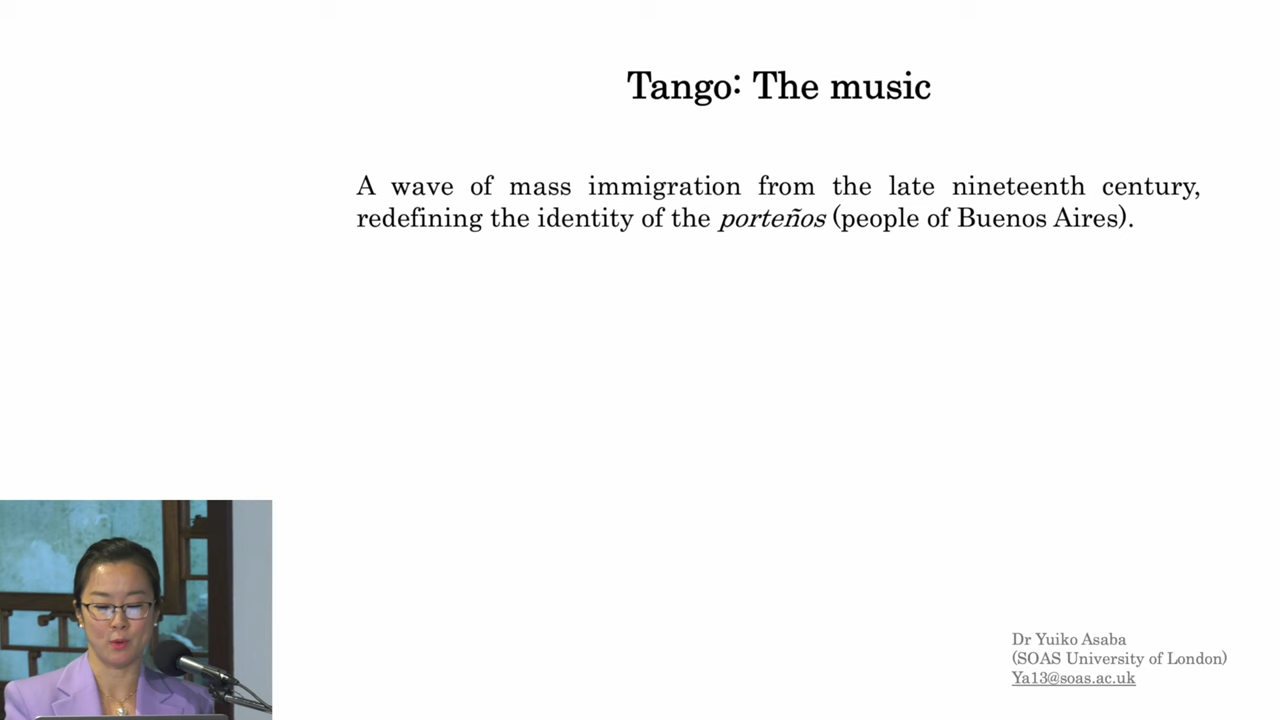 Tango: The music
A wave of mass immigration from the late nineteenth century,
redefining the identity of the porteños (people of Buenos Aires).
Dr Yuiko Asaba
(SOAS University of London)
Ya13@soas.ac.uk